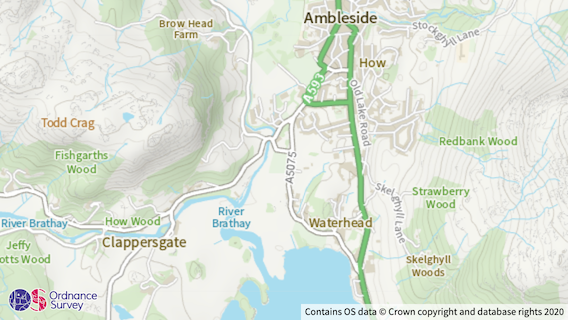 Ambleside
Brow Head
Farm
Stockghyll Lane
How
A593
Old Lake Road
Todd Crag
Redbank Wood
Fishgarths
Wood
A5075
Skelghyll Lane
Strawberry
Wood
River Brathay
How Wood
River
Brathay
Waterhead
Clappersgate
Jeffy
otts Wood
Skelghyll
Woods
OS
Ordnance
Survey
Contains OS data © Crown copyright and database rights 2020